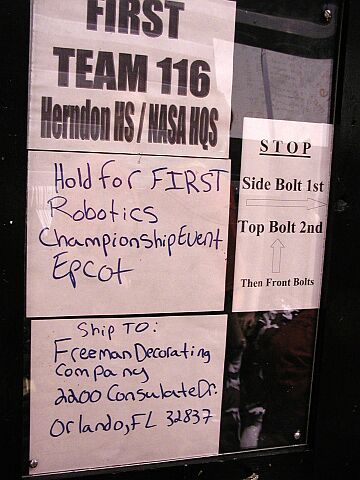 FIRST
TEAM 116
Herndon HS / NASA HQS
Hold for FIRST
Robotics
Championship Event
Epcot
Ship To:
Freeman Decorating
Company
2200 Consulate Dr.
Orlando, FL 32837
STOP
Side Bolt 1st
Top Bolt 2nd
Then Front Bolts